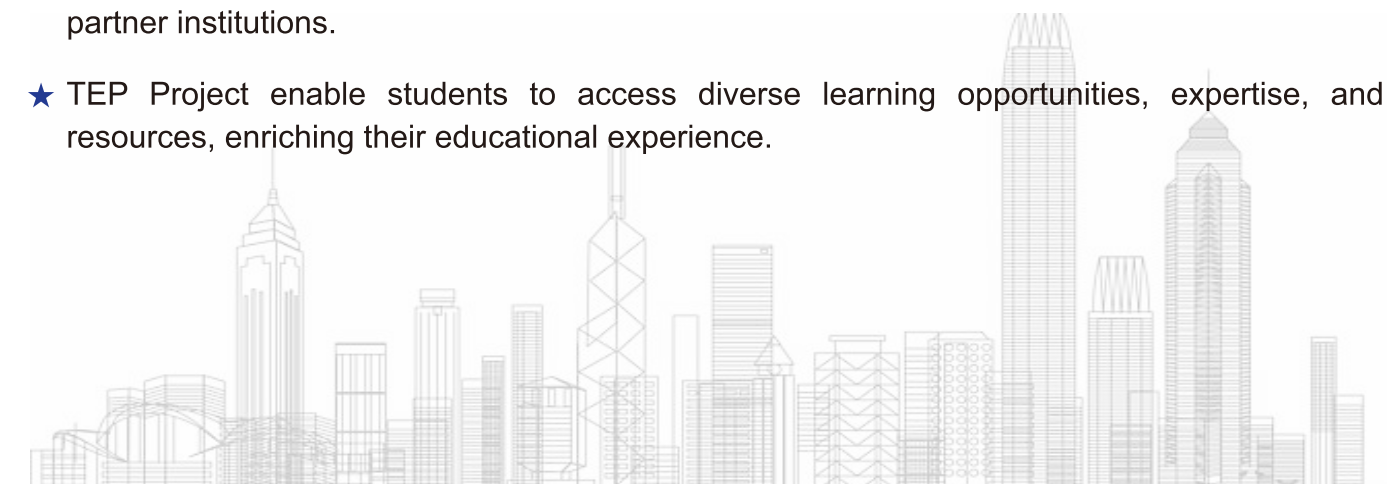 partner institutions.
★ TEP Project enable students to access diverse learning opportunities, expertise, and
resources, enriching their educational experience.